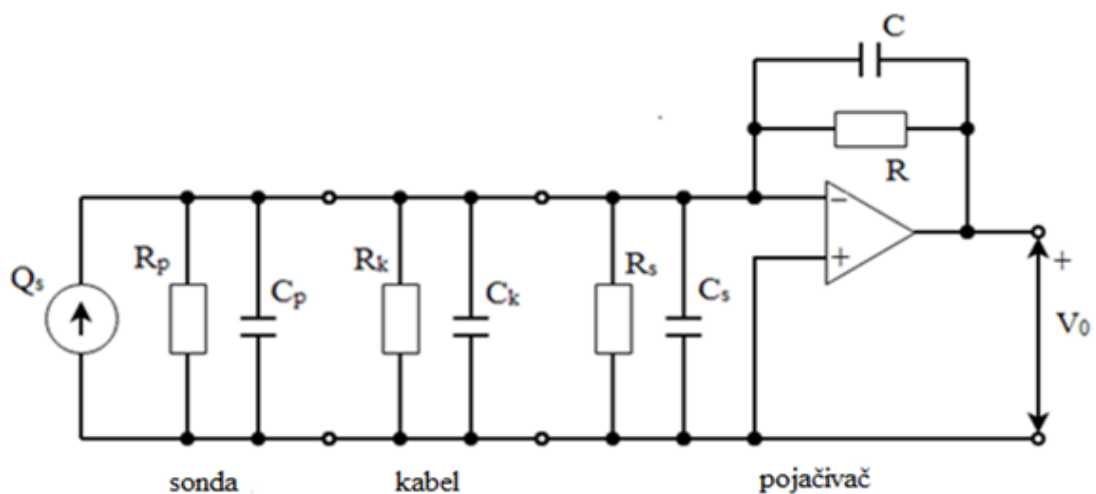 C
R
Qs
Rp
Cp
Rk
Ck
Rs
Cs
−
+
+
V0
sonda
kabel
pojačivač